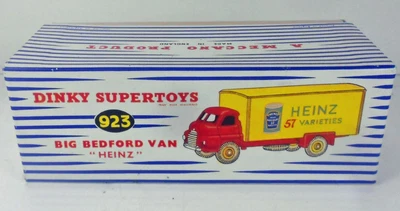 A MECCANO PRODUCT
MADE IN ENGLAND
DINKY SUPERTOYS
923
BIG BEDFORD VAN
"HEINZ"
HEINZ
57 VARIETIES